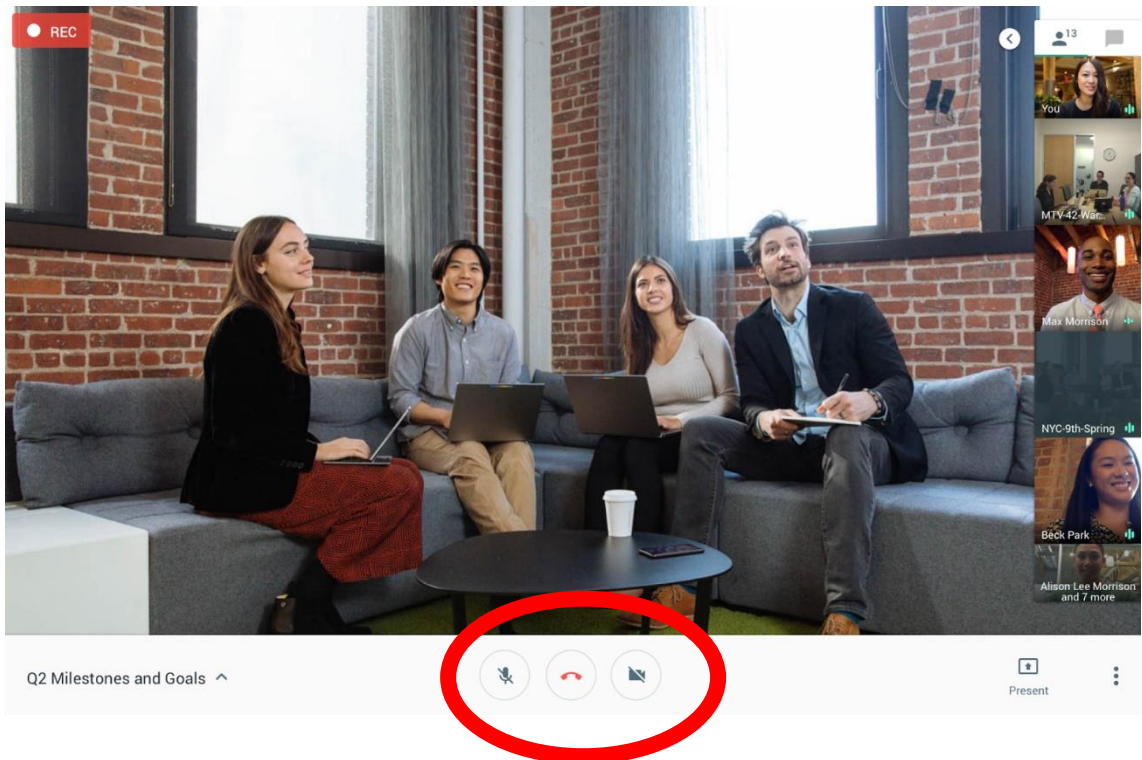 REC
13
You
MTV-42-War...
Max Morrison
NYC-9th-Spring
Beck Park
Alison Lee Morrison
and 7 more
Q2 Milestones and Goals
Present